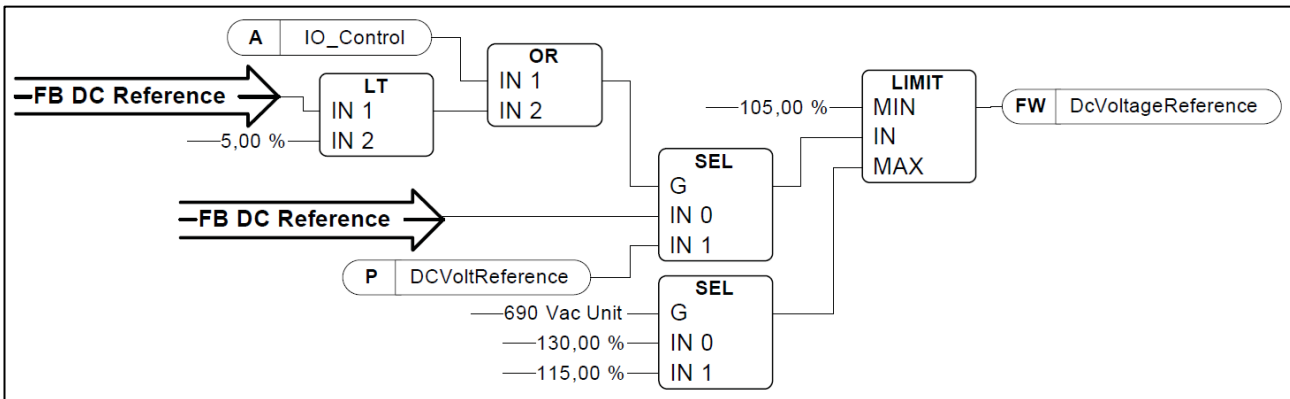 A IO_Control
OR
IN 1
IN 2
FB DC Reference
LT
IN 1
IN 2
5,00 %
LIMIT
MIN
IN
MAX
105,00 %
FW DcVoltageReference
SEL
G
IN 0
IN 1
FB DC Reference
P DCVoltReference
SEL
G
IN 0
IN 1
690 Vac Unit
130,00 %
115,00 %